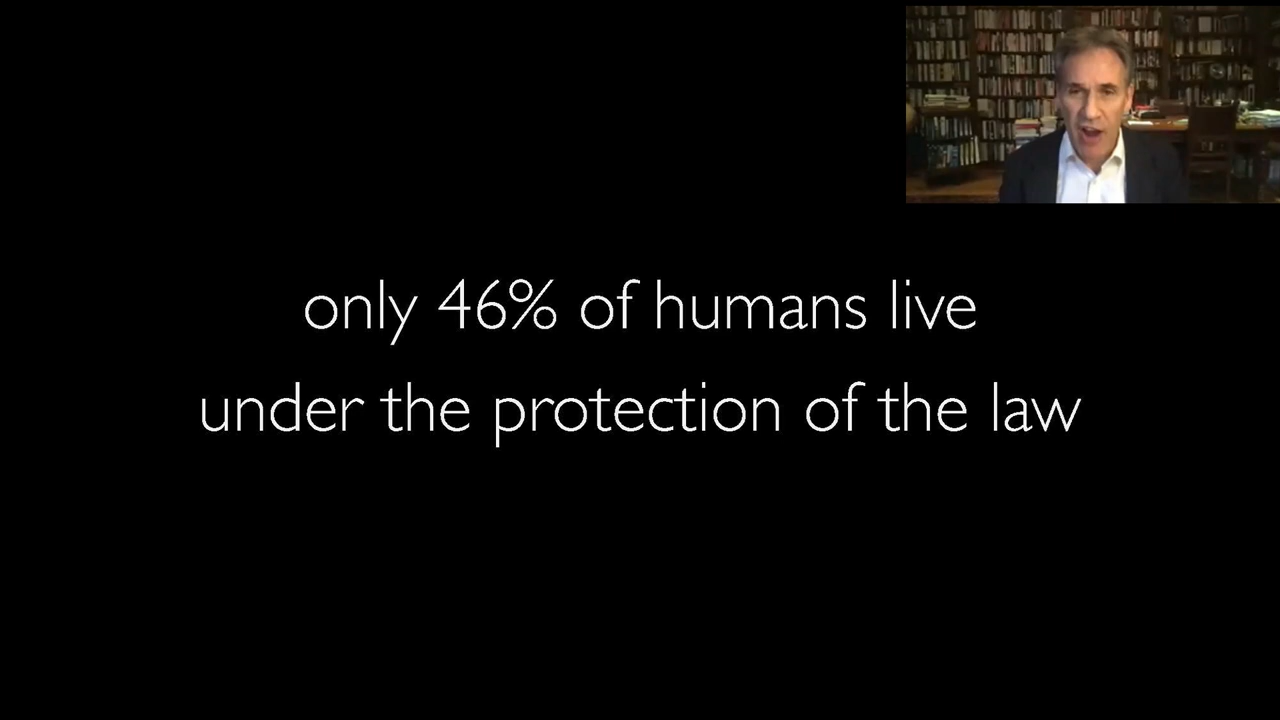 only 46% of humans live
under the protection of the law